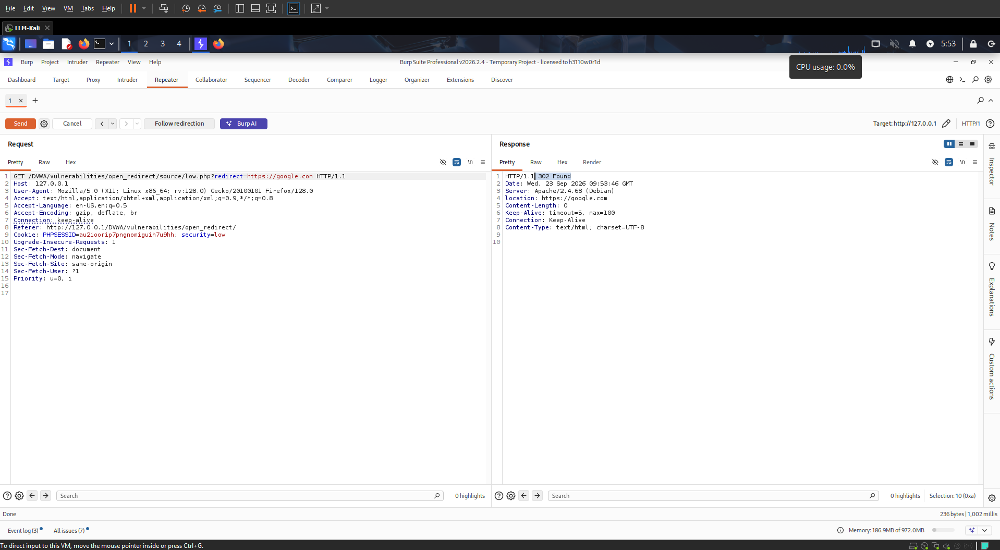 File Edit View VM Tabs Help
LLM-Kali
1 2 3 4 5:53
Burp Project Intruder Repeater View Help Burp Suite Professional v2026.2.4 - Temporary Project - licensed to h3110w0r1d
CPU usage: 0.0%
Dashboard Target Proxy Intruder Repeater Collaborator Sequencer Decoder Comparer Logger Organizer Extensions Discover
1
Send Cancel Follow redirection Burp AI Target: http://127.0.0.1 HTTP/1
Request
Pretty Raw Hex \n
1 GET /DVWA/vulnerabilities/open_redirect/source/low.php?redirect=https://google.com HTTP/1.1
2 Host: 127.0.0.1
3 User-Agent: Mozilla/5.0 (X11; Linux x86_64; rv:128.0) Gecko/20100101 Firefox/128.0
4 Accept: text/html,application/xhtml+xml,application/xml;q=0.9,*/*;q=0.8
5 Accept-Language: en-US,en;q=0.5
6 Accept-Encoding: gzip, deflate, br
7 Connection: keep-alive
8 Referer: http://127.0.0.1/DVWA/vulnerabilities/open_redirect/
9 Cookie: PHPSESSID=au2ioorip7pngnomiguih7u9hh; security=low
10 Upgrade-Insecure-Requests: 1
11 Sec-Fetch-Dest: document
12 Sec-Fetch-Mode: navigate
13 Sec-Fetch-Site: same-origin
14 Sec-Fetch-User: ?1
15 Priority: u=0, i
16
17
Response
Pretty Raw Hex Render \n
1 HTTP/1.1 302 Found
2 Date: Wed, 23 Sep 2026 09:53:46 GMT
3 Server: Apache/2.4.68 (Debian)
4 location: https://google.com
5 Content-Length: 0
6 Keep-Alive: timeout=5, max=100
7 Connection: Keep-Alive
8 Content-Type: text/html; charset=UTF-8
9
10
Inspector
Notes
Explanations
Custom actions
Search 0 highlights
Search 0 highlights Selection: 10 (0xa)
Done 236 bytes | 1,002 millis
Event log (3) All issues (7) Memory: 186.9MB of 972.0MB
To direct input to this VM, move the mouse pointer inside or press Ctrl+G.